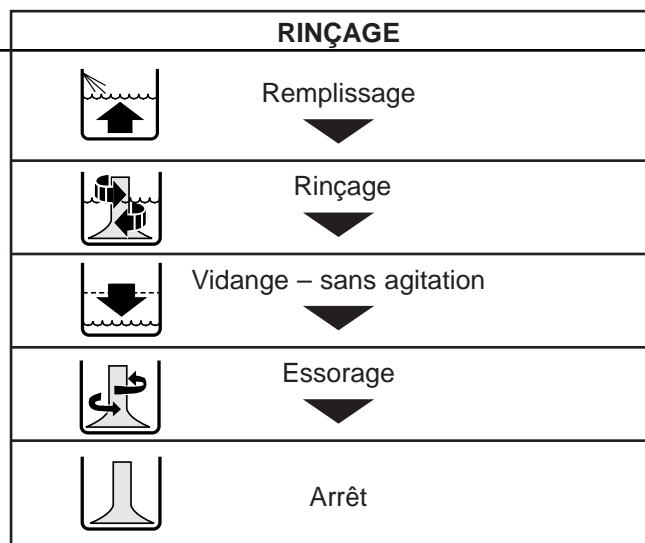 RINÇAGE
Remplissage
Rinçage
Vidange – sans agitation
Essorage
Arrêt